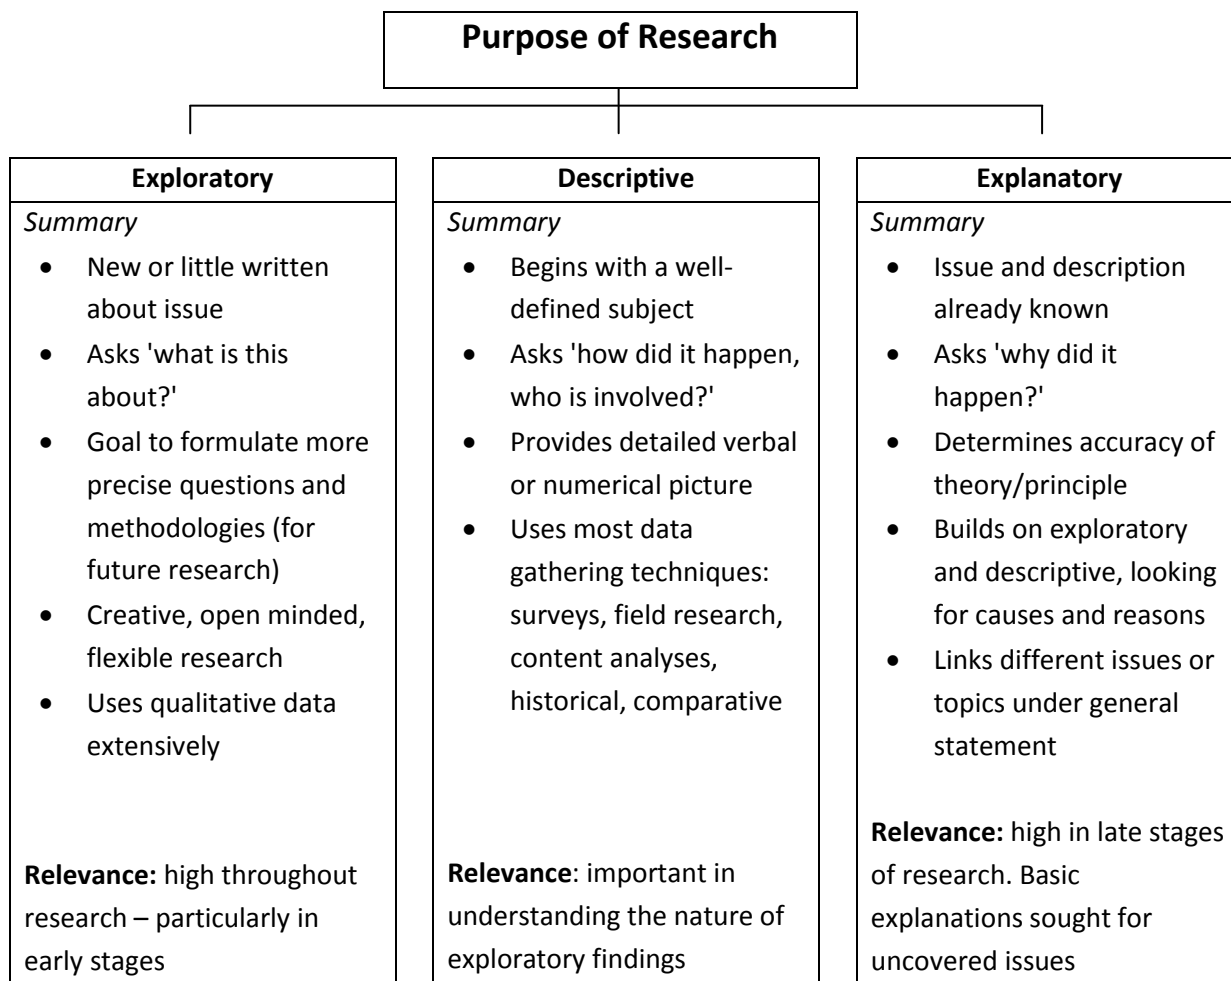 Purpose of Research
Exploratory
Summary
• New or little written
about issue
• Asks 'what is this
about?'
• Goal to formulate more
precise questions and
methodologies (for
future research)
• Creative, open minded,
flexible research
• Uses qualitative data
extensively
Relevance: high throughout
research – particularly in
early stages
Descriptive
Summary
• Begins with a well-
defined subject
• Asks 'how did it happen,
who is involved?'
• Provides detailed verbal
or numerical picture
• Uses most data
gathering techniques:
surveys, field research,
content analyses,
historical, comparative
Relevance: important in
understanding the nature of
exploratory findings
Explanatory
Summary
• Issue and description
already known
• Asks 'why did it
happen?'
• Determines accuracy of
theory/principle
• Builds on exploratory
and descriptive, looking
for causes and reasons
• Links different issues or
topics under general
statement
Relevance: high in late stages
of research. Basic
explanations sought for
uncovered issues